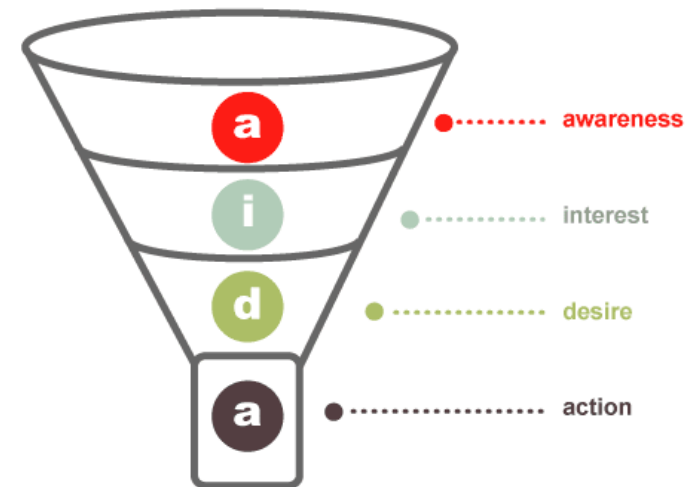 a awareness
i interest
d desire
a action